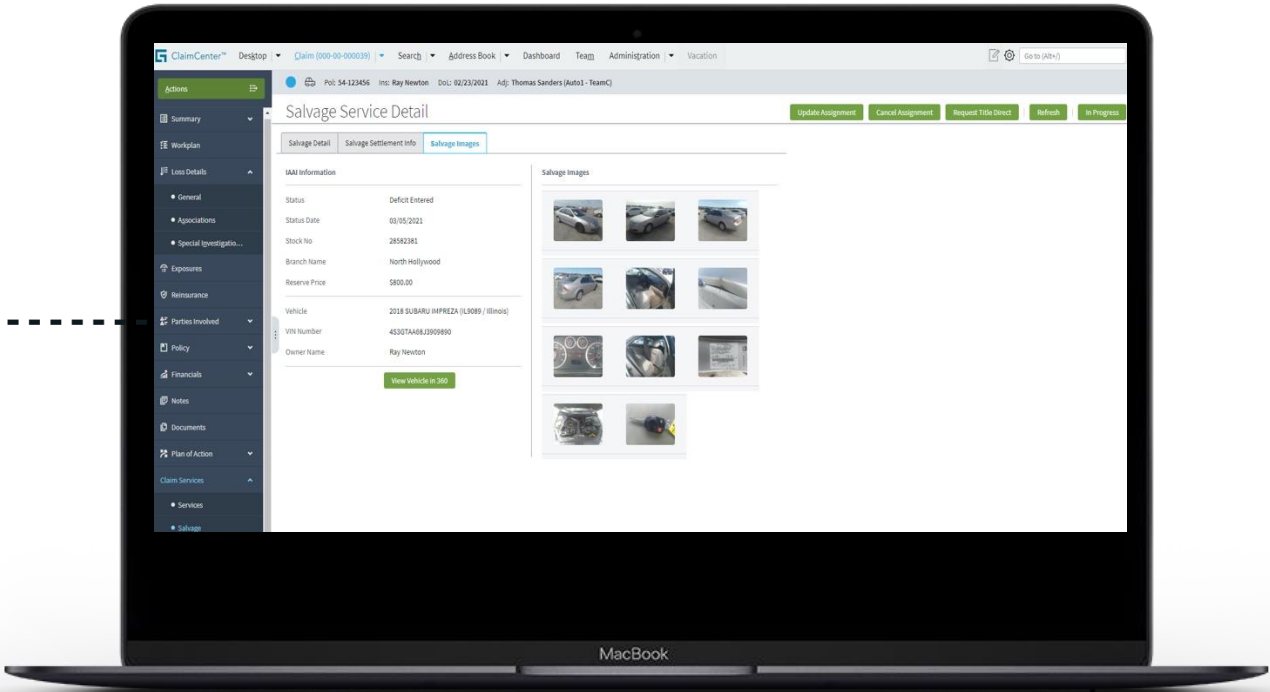 ClaimCenter™ Desktop Claim (000-00-000039) Search Address Book Dashboard Team Administration Vacation Go to (Alt+/)
Actions
Pol: 54-123456 Ins: Ray Newton DoL: 02/23/2021 Adj: Thomas Sanders (Auto1 - TeamC)
Salvage Service Detail
Update Assignment Cancel Assignment Request Title Direct Refresh In Progress
Summary
Workplan
Loss Details
General
Associations
Special Investigatio...
Exposures
Reinsurance
Parties Involved
Policy
Financials
Notes
Documents
Plan of Action
Claim Services
Services
Salvage
Salvage Detail Salvage Settlement Info Salvage Images
IAAI Information
Status Deficit Entered
Status Date 03/05/2021
Stock No 28582381
Branch Name North Hollywood
Reserve Price $800.00
Vehicle 2018 SUBARU IMPREZA (IL9089 / Illinois)
VIN Number 4S3GTAA68J3909890
Owner Name Ray Newton
View Vehicle in 360
Salvage Images
MacBook